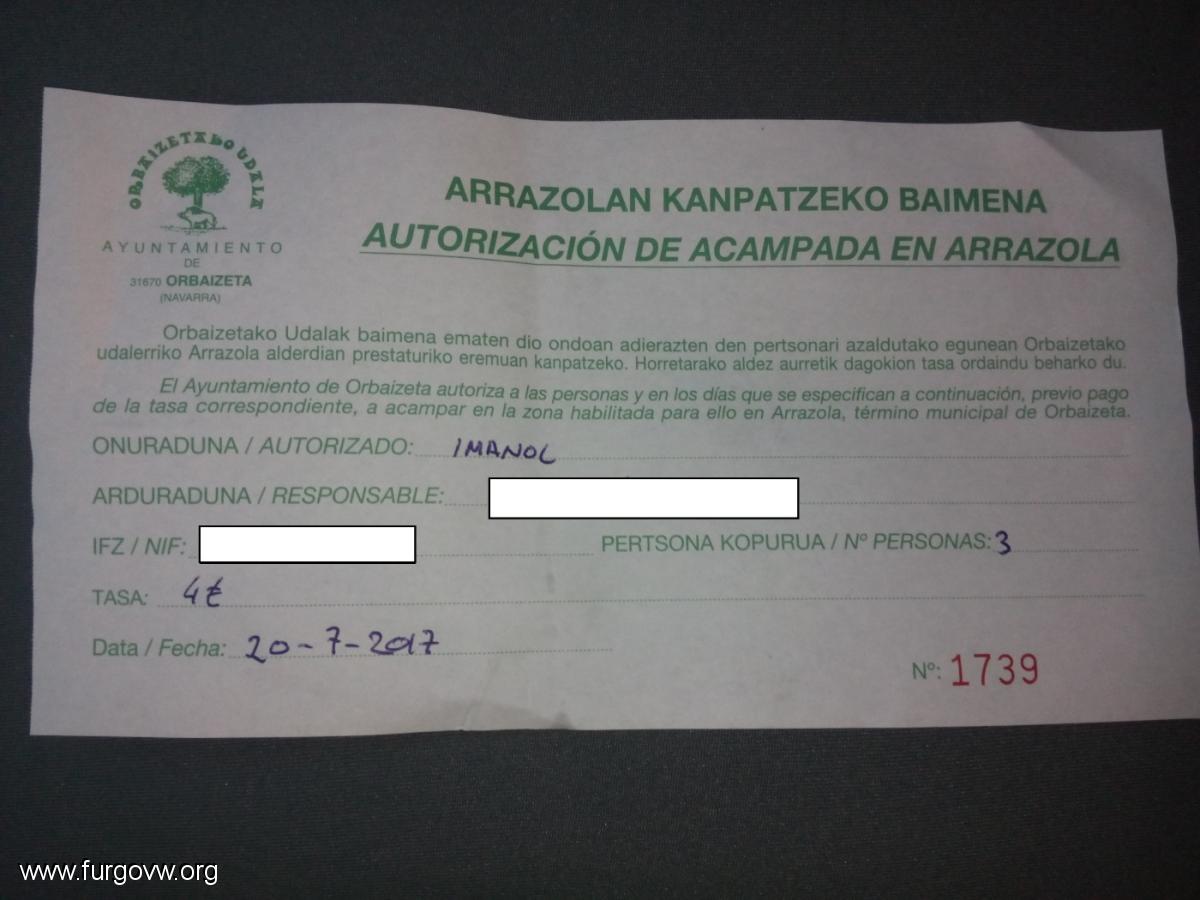 ORBAIZETAKO UDALA
AYUNTAMIENTO
DE
31670 ORBAIZETA
(NAVARRA)
ARRAZOLAN KANPATZEKO BAIMENA
AUTORIZACIÓN DE ACAMPADA EN ARRAZOLA
Orbaizetako Udalak baimena ematen dio ondoan adierazten den pertsonari azaldutako egunean Orbaizetako
udalerriko Arrazola alderdian prestaturiko eremuan kanpatzeko. Horretarako aldez aurretik dagokion tasa ordaindu beharko du.
El Ayuntamiento de Orbaizeta autoriza a las personas y en los días que se especifican a continuación, previo pago
de la tasa correspondiente, a acampar en la zona habilitada para ello en Arrazola, término municipal de Orbaizeta.
ONURADUNA / AUTORIZADO: IMANOL
ARDURADUNA / RESPONSABLE:
IFZ / NIF: PERTSONA KOPURUA / Nº PERSONAS: 3
TASA: 4€
Data / Fecha: 20-7-2017
Nº: 1739
www.furgovw.org